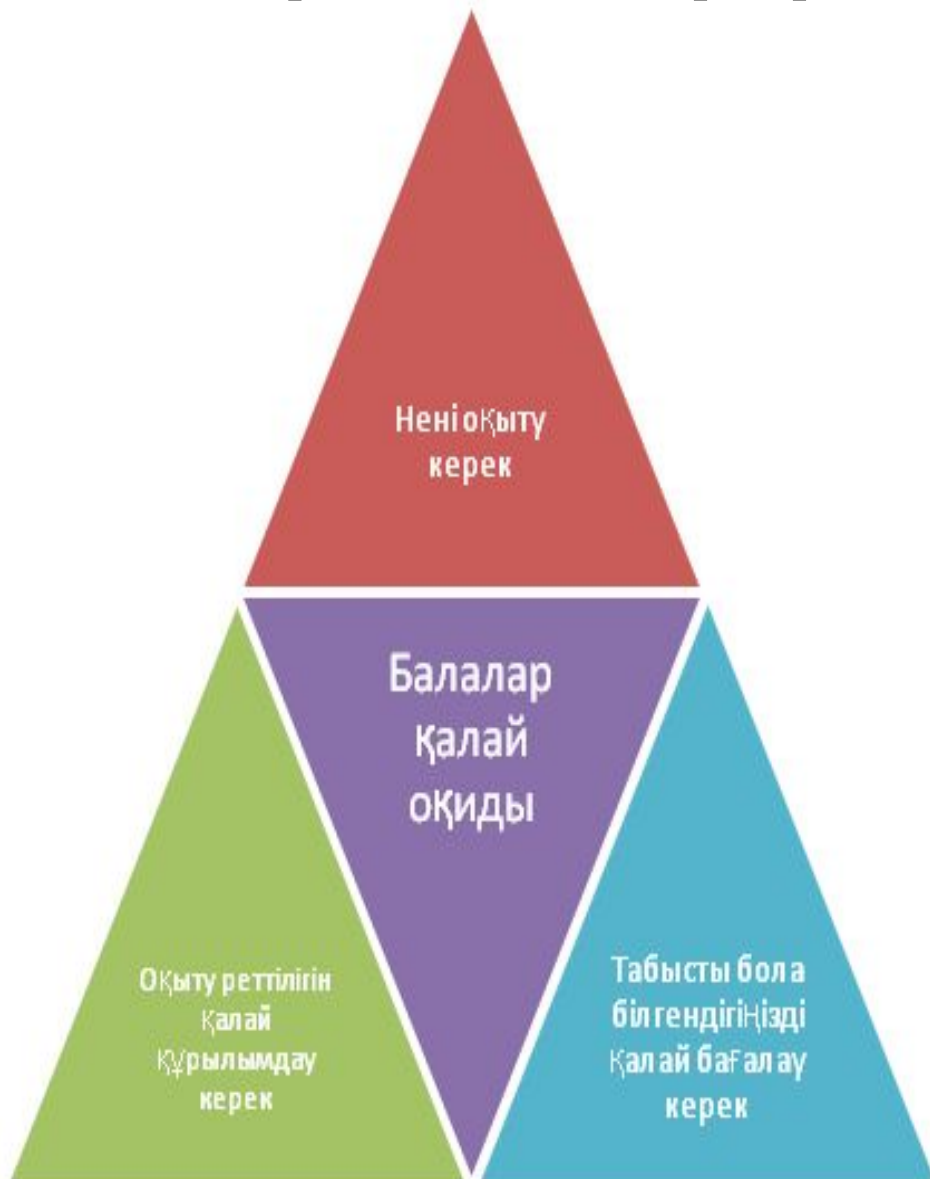 Нені оқыту
керек
Балалар
қалай
оқиды
Оқыту реттілігін
қалай
құрылымдау
керек
Табысты бола
білгендігіңізді
қалай бағалау
керек